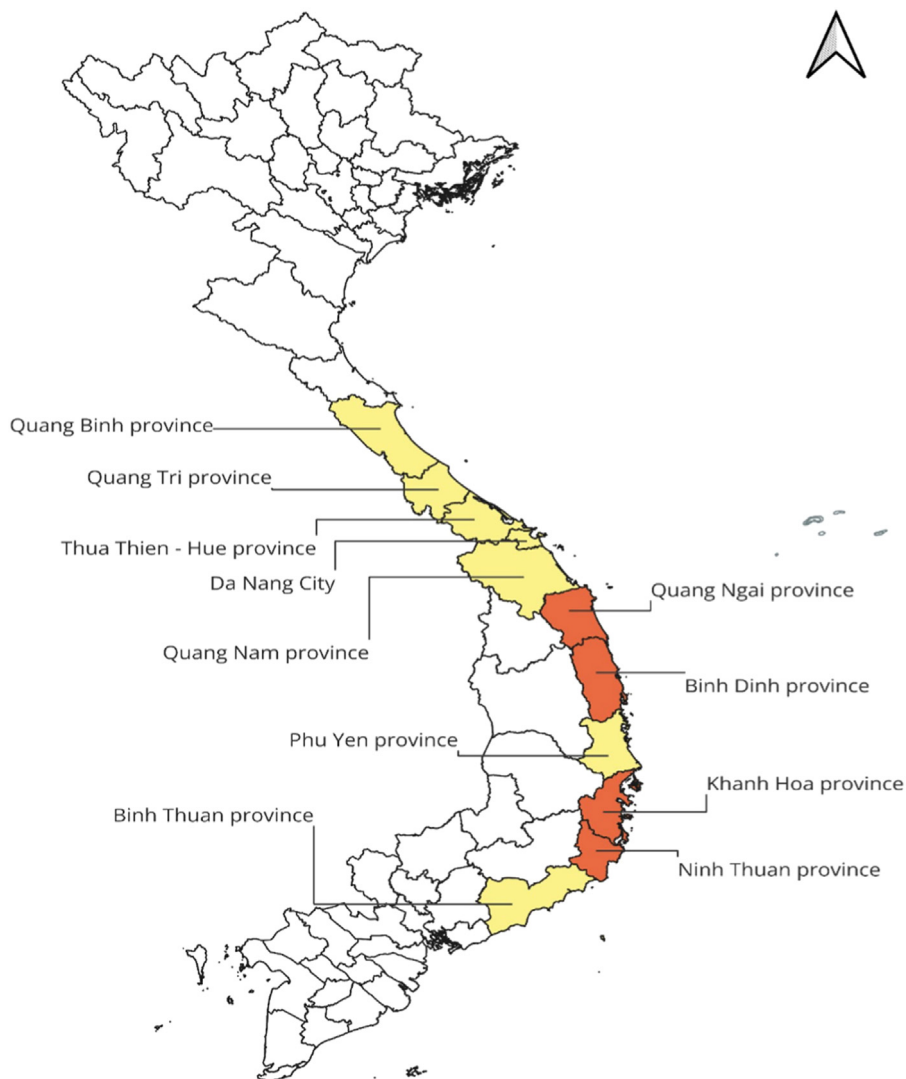 Quang Binh province
Quang Tri province
Thua Thien - Hue province
Da Nang City
Quang Ngai province
Quang Nam province
Binh Dinh province
Phu Yen province
Khanh Hoa province
Binh Thuan province
Ninh Thuan province